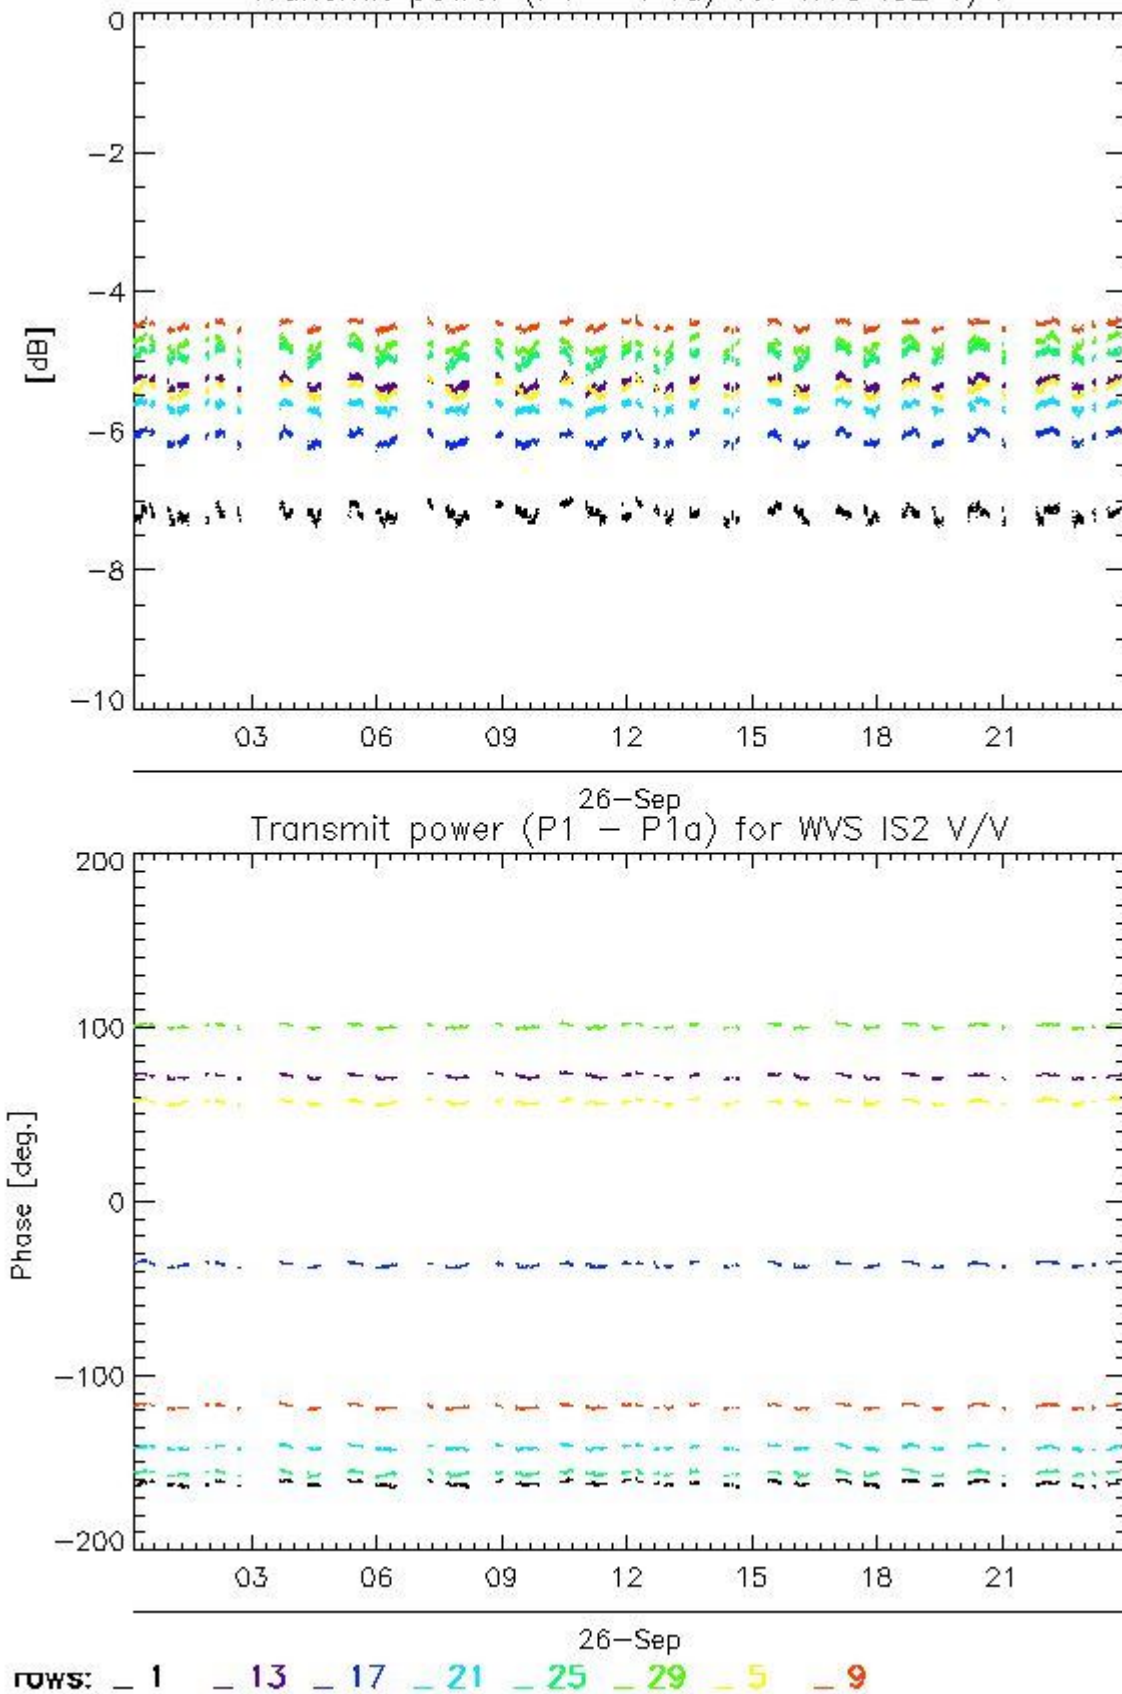 0
−2
−4
−6
−8
−10
[dB]
03 06 09 12 15 18 21
26−Sep
Transmit power (P1 − P1a) for WVS IS2 V/V
200
100
0
−100
−200
Phase [deg.]
03 06 09 12 15 18 21
26−Sep
rows: _ 1 _ 13 _ 17 _ 21 _ 25 _ 29 _ 5 _ 9